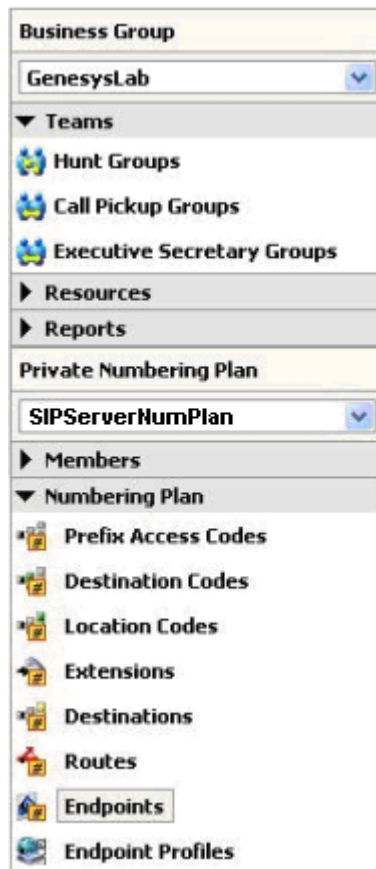 Business Group
GenesysLab
Teams
Hunt Groups
Call Pickup Groups
Executive Secretary Groups
Resources
Reports
Private Numbering Plan
SIPServerNumPlan
Members
Numbering Plan
Prefix Access Codes
Destination Codes
Location Codes
Extensions
Destinations
Routes
Endpoints
Endpoint Profiles